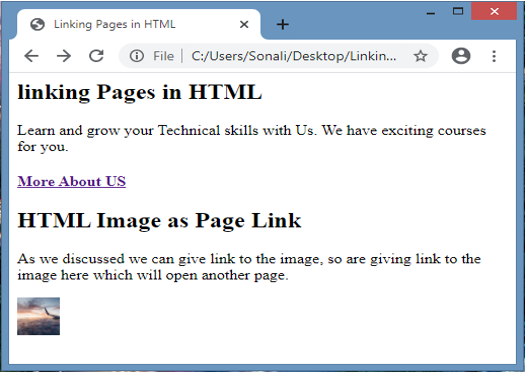 Linking Pages in HTML
File | C:/Users/Sonali/Desktop/Linkin...
linking Pages in HTML
Learn and grow your Technical skills with Us. We have exciting courses
for you.
More About US
HTML Image as Page Link
As we discussed we can give link to the image, so are giving link to the
image here which will open another page.